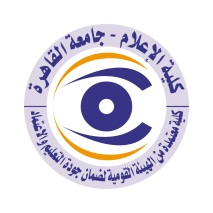 كلية الإعلام - جامعة القاهرة
كلية معتمدة من الهيئة القومية لضمان جودة التعليم والاعتماد